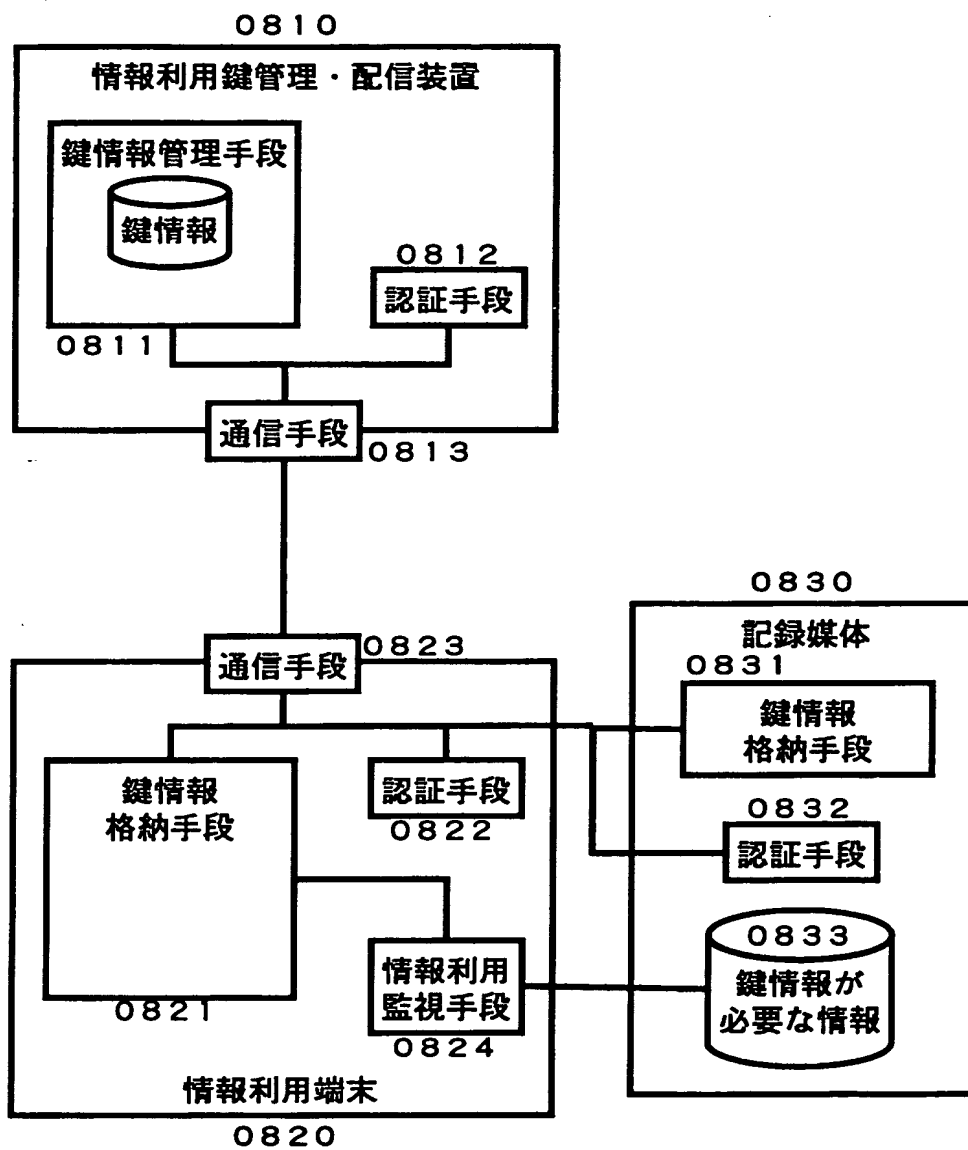 ０８１０
情報利用鍵管理・配信装置
鍵情報管理手段
鍵情報
０８１２
認証手段
０８１１
通信手段
０８１３
０８３０
記録媒体
０８２３
通信手段
０８３１
鍵情報
格納手段
鍵情報
格納手段
認証手段
０８２２
０８３２
認証手段
０８３３
鍵情報が
必要な情報
情報利用
監視手段
０８２１
０８２４
情報利用端末
０８２０